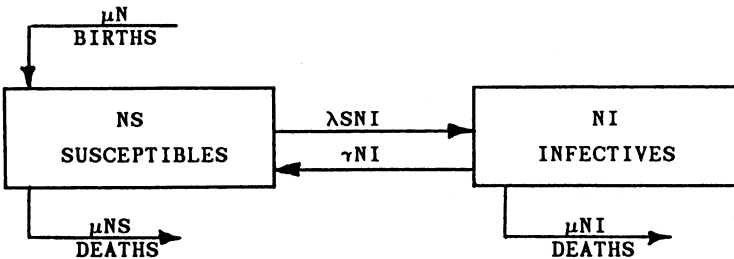 μN
BIRTHS
NS
SUSCEPTIBLES
λSNI
γNI
NI
INFECTIVES
μNS
DEATHS
μNI
DEATHS